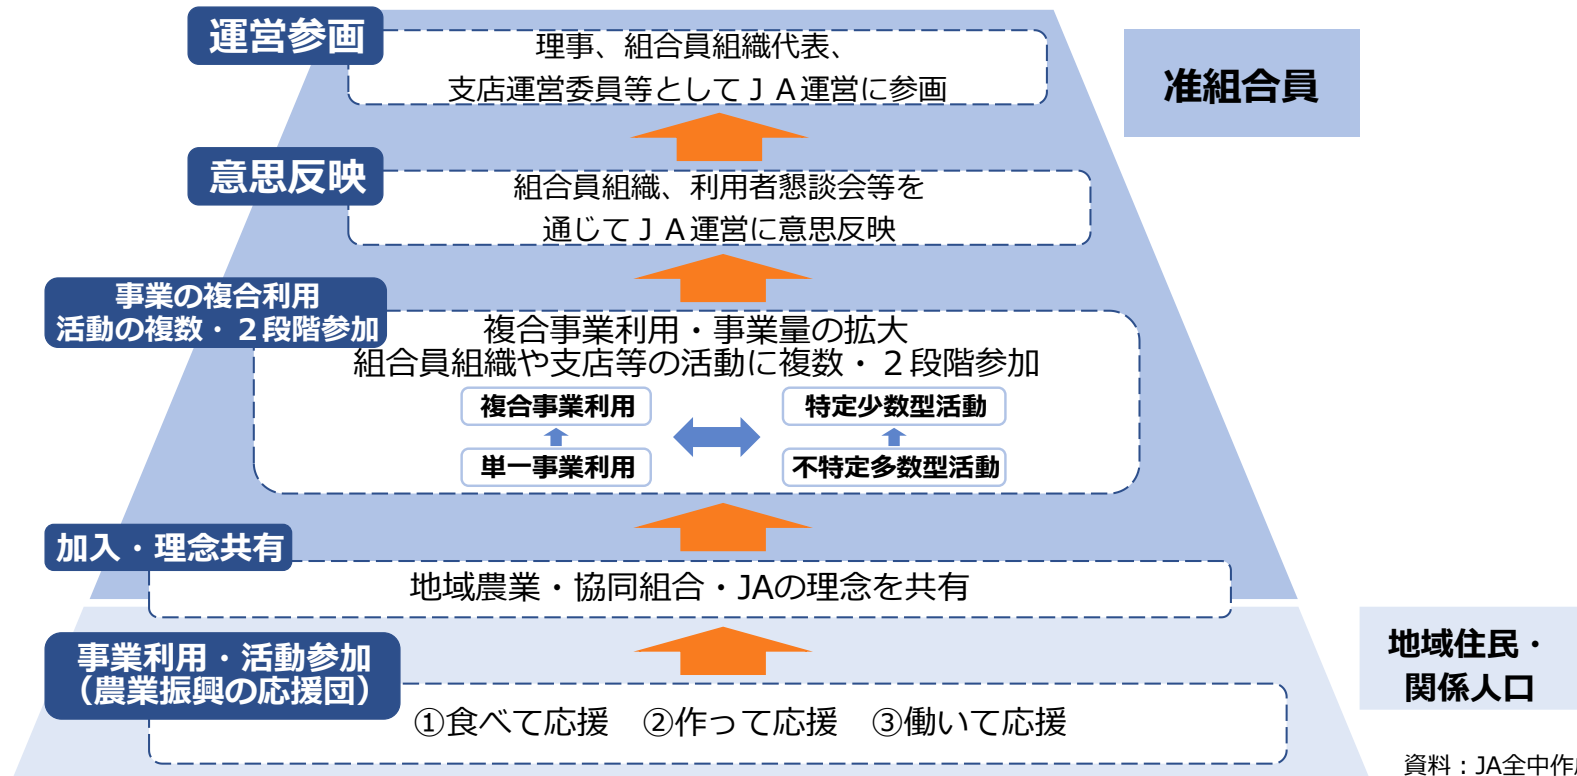 運営参画
理事、組合員組織代表、
支店運営委員等としてＪＡ運営に参画
准組合員
意思反映
組合員組織、利用者懇談会等を
通じてＪＡ運営に意思反映
事業の複合利用
活動の複数・２段階参加
複合事業利用・事業量の拡大
組合員組織や支店等の活動に複数・２段階参加
複合事業利用
特定少数型活動
単一事業利用
不特定多数型活動
加入・理念共有
地域農業・協同組合・JAの理念を共有
事業利用・活動参加
（農業振興の応援団）
①食べて応援　②作って応援　③働いて応援
地域住民・
関係人口
資料：JA全中作成